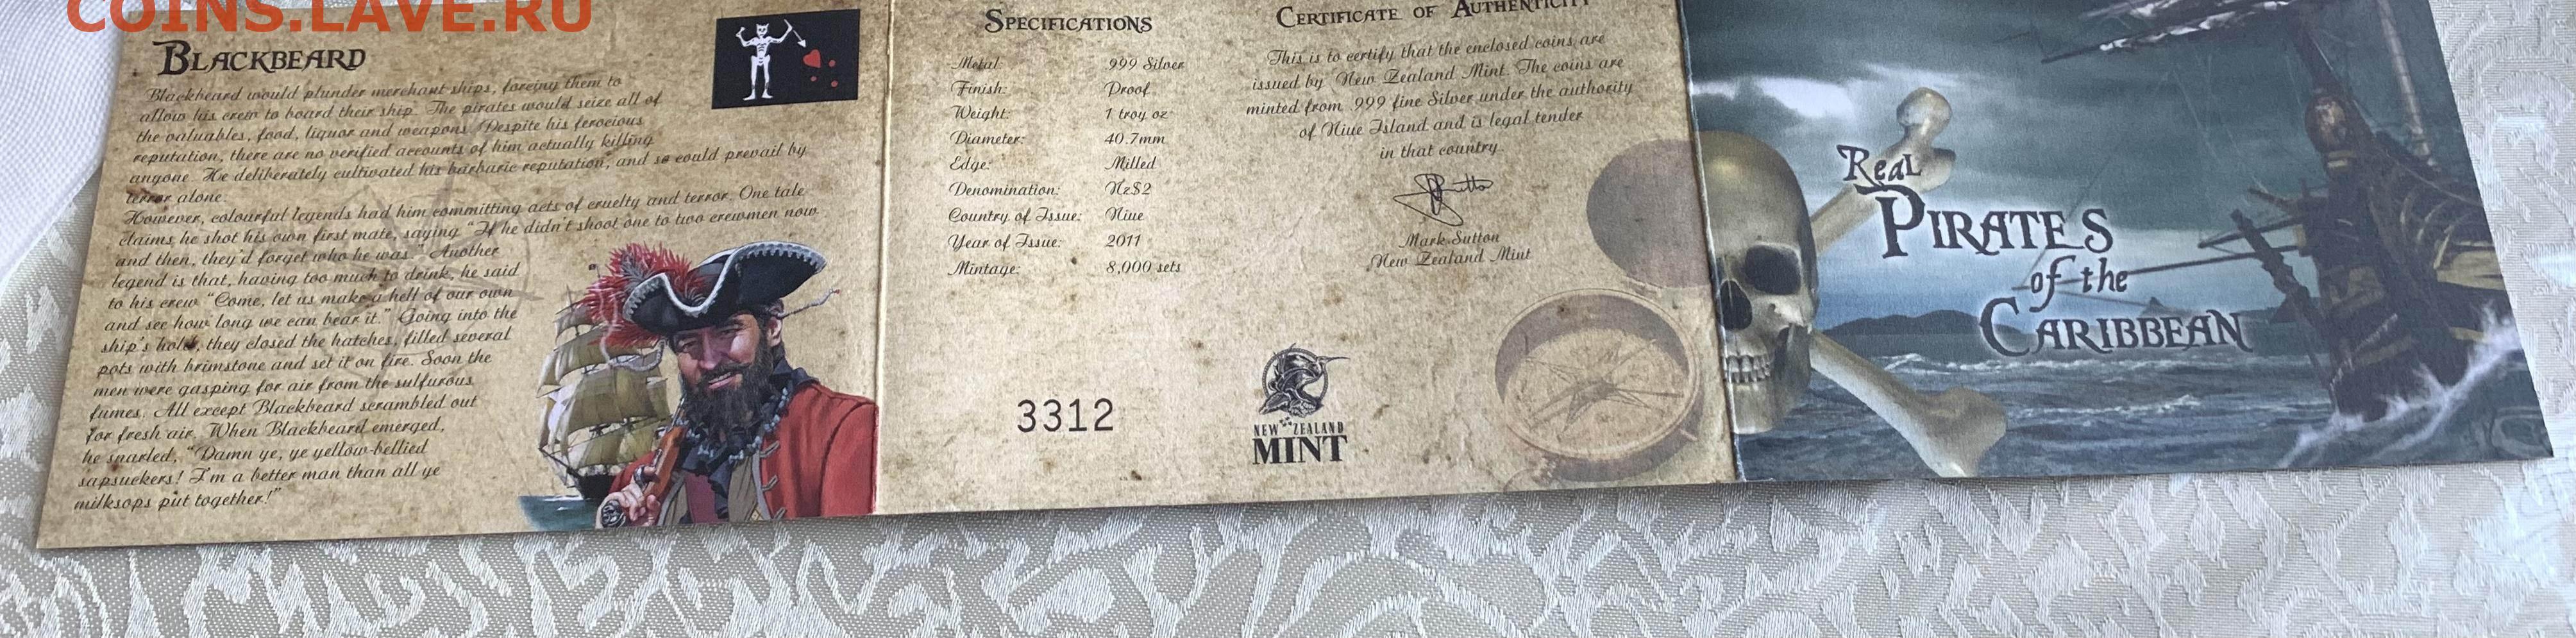 COINS.LAVE.RU
BLACKBEARD
Blackbeard would plunder merchant ships, forcing them to
allow his crew to board their ship. The pirates would seize all of
the valuables, food, liquor and weapons. Despite his ferocious
reputation, there are no verified accounts of him actually killing
anyone. He deliberately cultivated his barbaric reputation, and so could prevail by
terror alone.
However, colourful legends had him committing acts of cruelty and terror. One tale
claims he shot his own first mate, saying "If he didn't shoot one to two crewmen now
and then, they'd forget who he was." Another
legend is that, having too much to drink, he said
to his crew "Come, let us make a hell of our own
and see how long we can bear it." Going into the
ship's hold, they closed the hatches, filled several
pots with brimstone and set it on fire. Soon the
men were gasping for air from the sulfurous
fumes. All except Blackbeard scrambled out
for fresh air. When Blackbeard emerged,
he snarled, "Damn ye, ye yellow-bellied
sapsuckers! I'm a better man than all ye
milksops put together!"
SPECIFICATIONS
Metal: .999 Silver
Finish: Proof
Weight: 1 troy oz
Diameter: 40.7mm
Edge: Milled
Denomination: Nz$2
Country of Issue: Niue
Year of Issue: 2011
Mintage: 8,000 sets
3312
CERTIFICATE OF AUTHENTICITY
This is to certify that the enclosed coins are
issued by New Zealand Mint. The coins are
minted from .999 fine Silver under the authority
of Niue Island and is legal tender
in that country.
Mark Sutton
New Zealand Mint
NEW ZEALAND
MINT
REAL
PIRATES
of the
CARIBBEAN